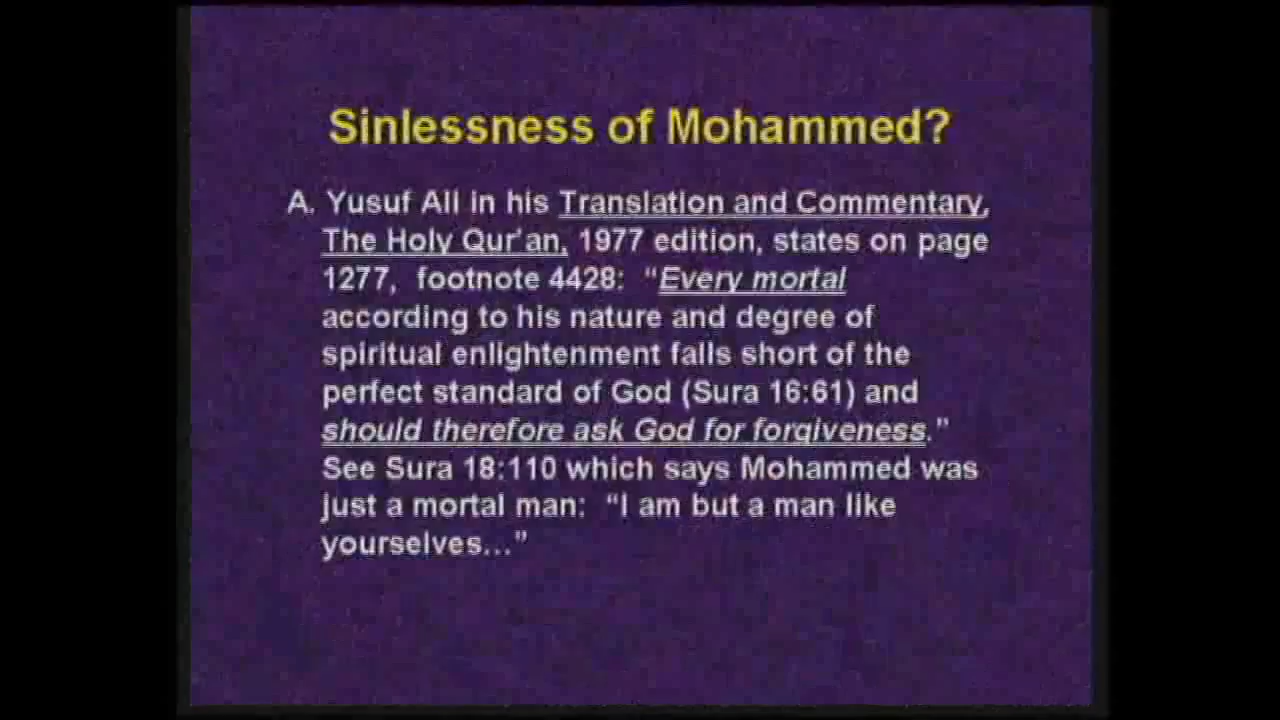 Sinlessness of Mohammed?
A. Yusuf Ali in his Translation and Commentary,
The Holy Qur'an, 1977 edition, states on page
1277, footnote 4428: “Every mortal
according to his nature and degree of
spiritual enlightenment falls short of the
perfect standard of God (Sura 16:61) and
should therefore ask God for forgiveness.”
See Sura 18:110 which says Mohammed was
just a mortal man: “I am but a man like
yourselves...”